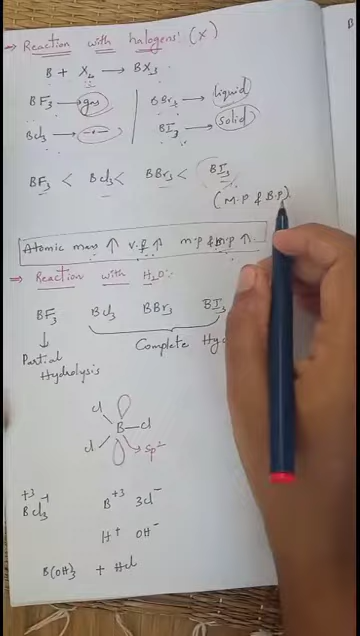 ⇒ Reaction with halogens' (X)
B + X₂ → BX₃
BF₃ → gas
BCl₃ → —"—
BBr₃ → liquid
BI₃ → solid
BF₃ < BCl₃ < BBr₃ < BI₃
(M.P & B.P)
Atomic mass ↑ V.F ↑ m.p & B.p ↑
⇒ Reaction with H₂O:
BF₃ BCl₃ BBr₃ BI₃
↓
Partial Hydrolysis
Complete Hy
Cl
B — Cl
Cl
→ sp²
+3 -1
BCl₃
B⁺³ 3Cl⁻
H⁺ OH⁻
B(OH)₃ + HCl